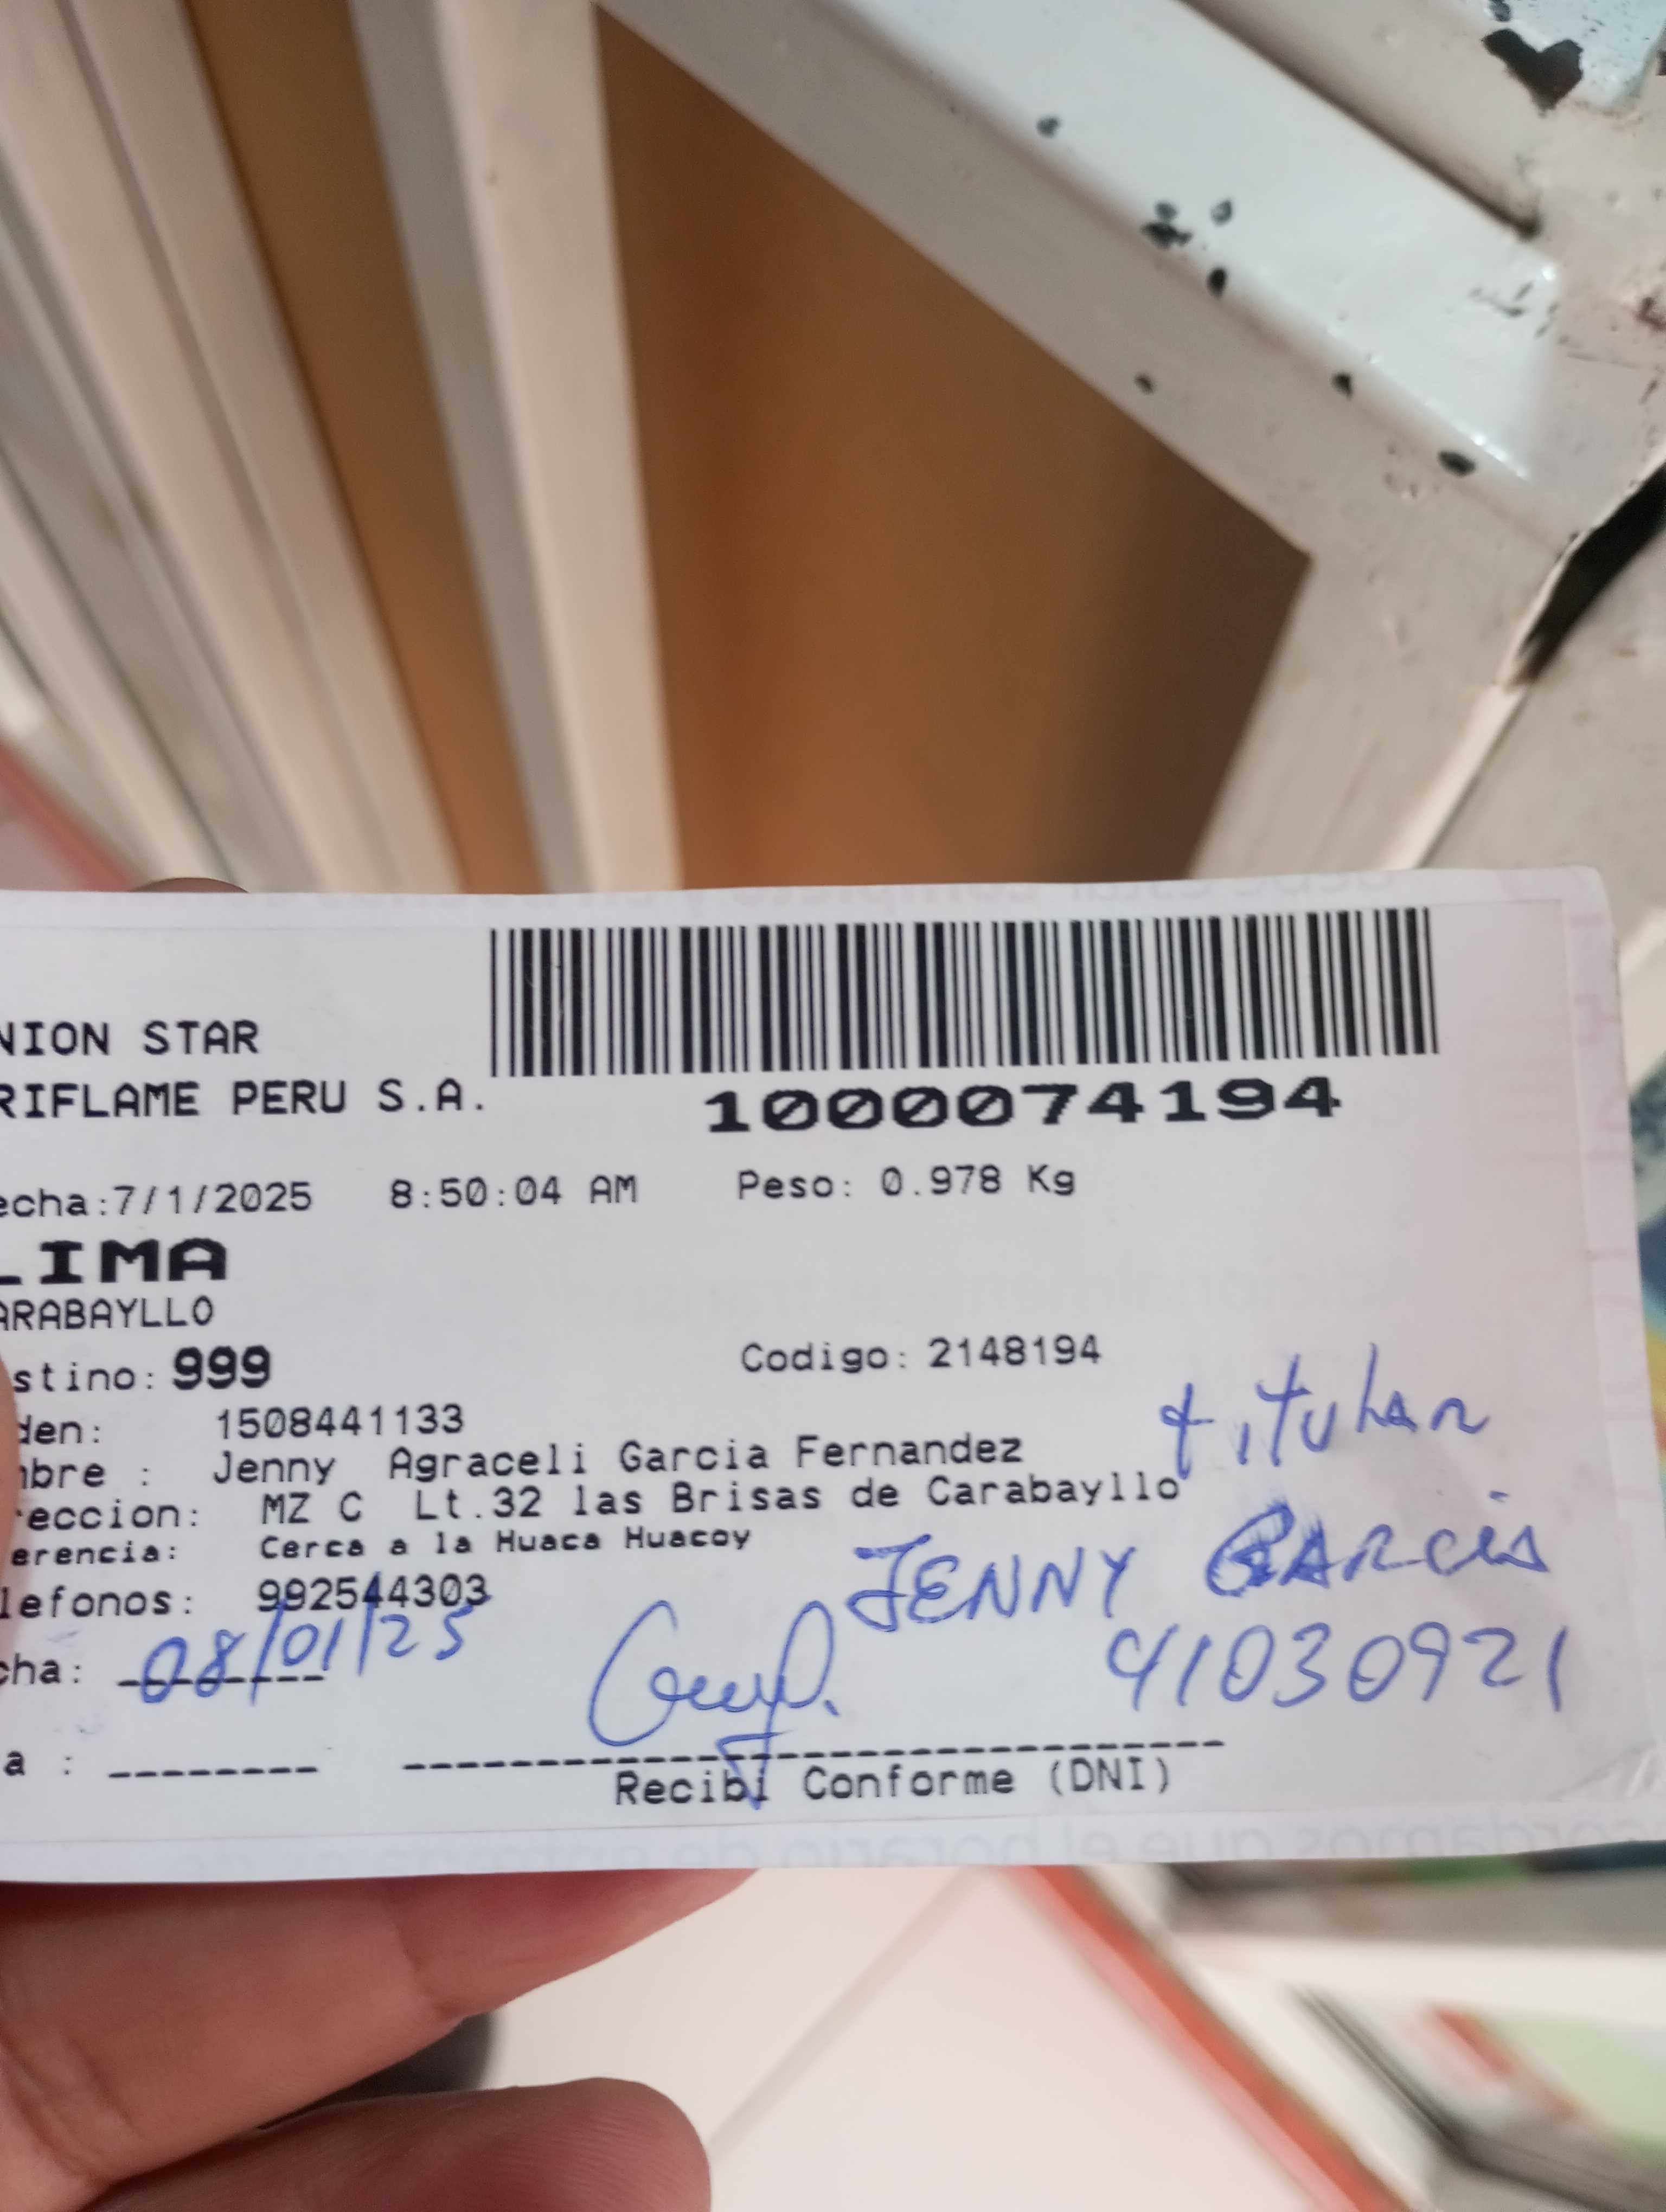 NION STAR
RIFLAME PERU S.A.
1000074194
echa:7/1/2025 8:50:04 AM Peso: 0.978 Kg
LIMA
ARABAYLLO
stino: 999 Codigo: 2148194
den: 1508441133
titular
mbre : Jenny Agraceli Garcia Fernandez
reccion: MZ C Lt.32 las Brisas de Carabayllo
erencia: Cerca a la Huaca Huacoy
JENNY GARCIA
lefonos: 992544303
cha: 08/01/25
41030921
a :
Recibi Conforme (DNI)